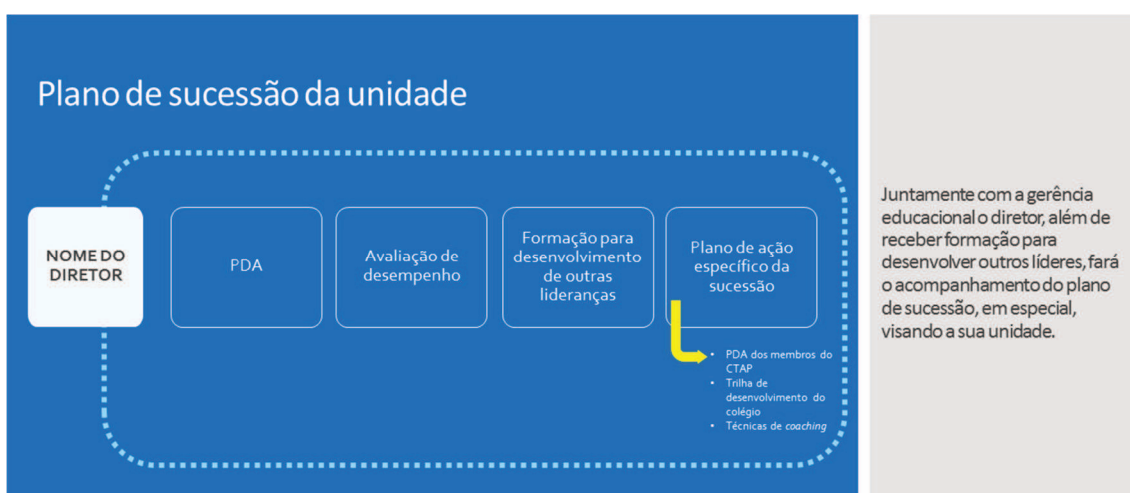 Plano de sucessão da unidade
NOME DO
DIRETOR
PDA
Avaliação de
desempenho
Formação para
desenvolvimento
de outras
lideranças
Plano de ação
específico da
sucessão
• PDA dos membros do
CTAP
• Trilha de
desenvolvimento do
colégio
• Técnicas de coaching
Juntamente com a gerência
educacional o diretor, além de
receber formação para
desenvolver outros líderes, fará
o acompanhamento do plano
de sucessão, em especial,
visando a sua unidade.